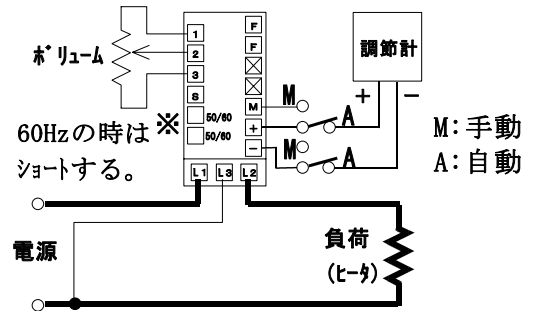 ボリューム
1
2
3
S
50/60
50/60
F
F
M
+
−
L1 L3 L2
調節計
+ −
M A
M A
M:手動
A:自動
※
60Hzの時は
ショートする。
電源
負荷
(ヒータ)